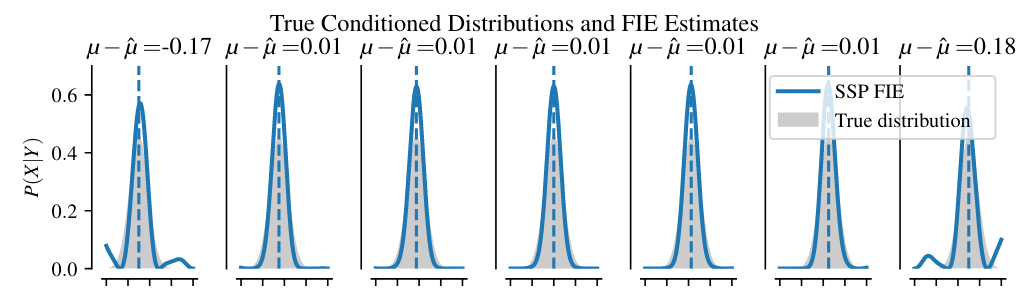 True Conditioned Distributions and FIE Estimates
μ − μ̂ =-0.17 μ − μ̂ =0.01 μ − μ̂ =0.01 μ − μ̂ =0.01 μ − μ̂ =0.01 μ − μ̂ =0.01 μ − μ̂ =0.18
P(X|Y)
0.6
0.4
0.2
0.0
SSP FIE
True distribution